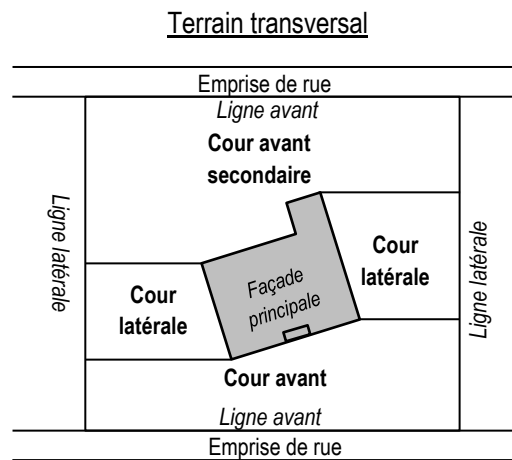 Terrain transversal
Emprise de rue
Ligne avant
Cour avant
secondaire
Ligne latérale
Cour
latérale
Ligne latérale
Façade
principale
Cour
latérale
Cour avant
Ligne avant
Emprise de rue